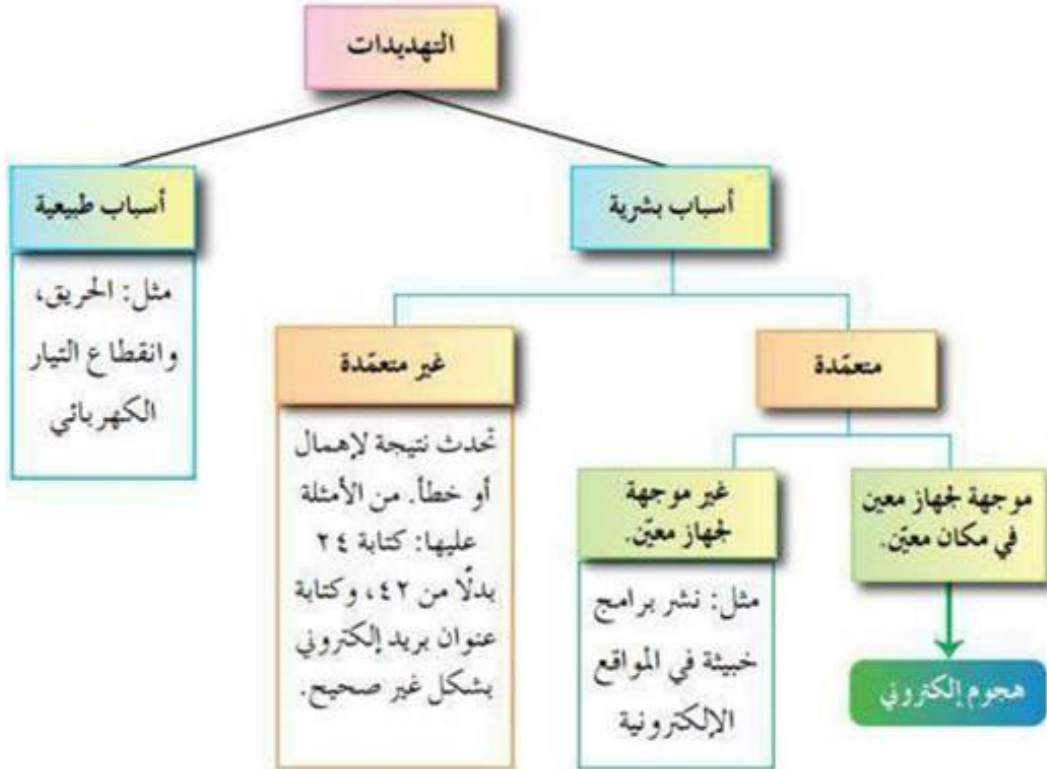 التهديدات
أسباب بشرية
أسباب طبيعية
مثل: الحريق،
وانقطاع التيار
الكهربائي
متعمّدة
غير متعمّدة
تحدث نتيجة لإهمال
أو خطأ. من الأمثلة
عليها: كتابة ٢٤
بدلًا من ٤٢، وكتابة
عنوان بريد إلكتروني
بشكل غير صحيح.
موجهة لجهاز معين
في مكان معيّن.
هجوم إلكتروني
غير موجهة
لجهاز معيّن.
مثل: نشر برامج
خبيثة في المواقع
الإلكترونية